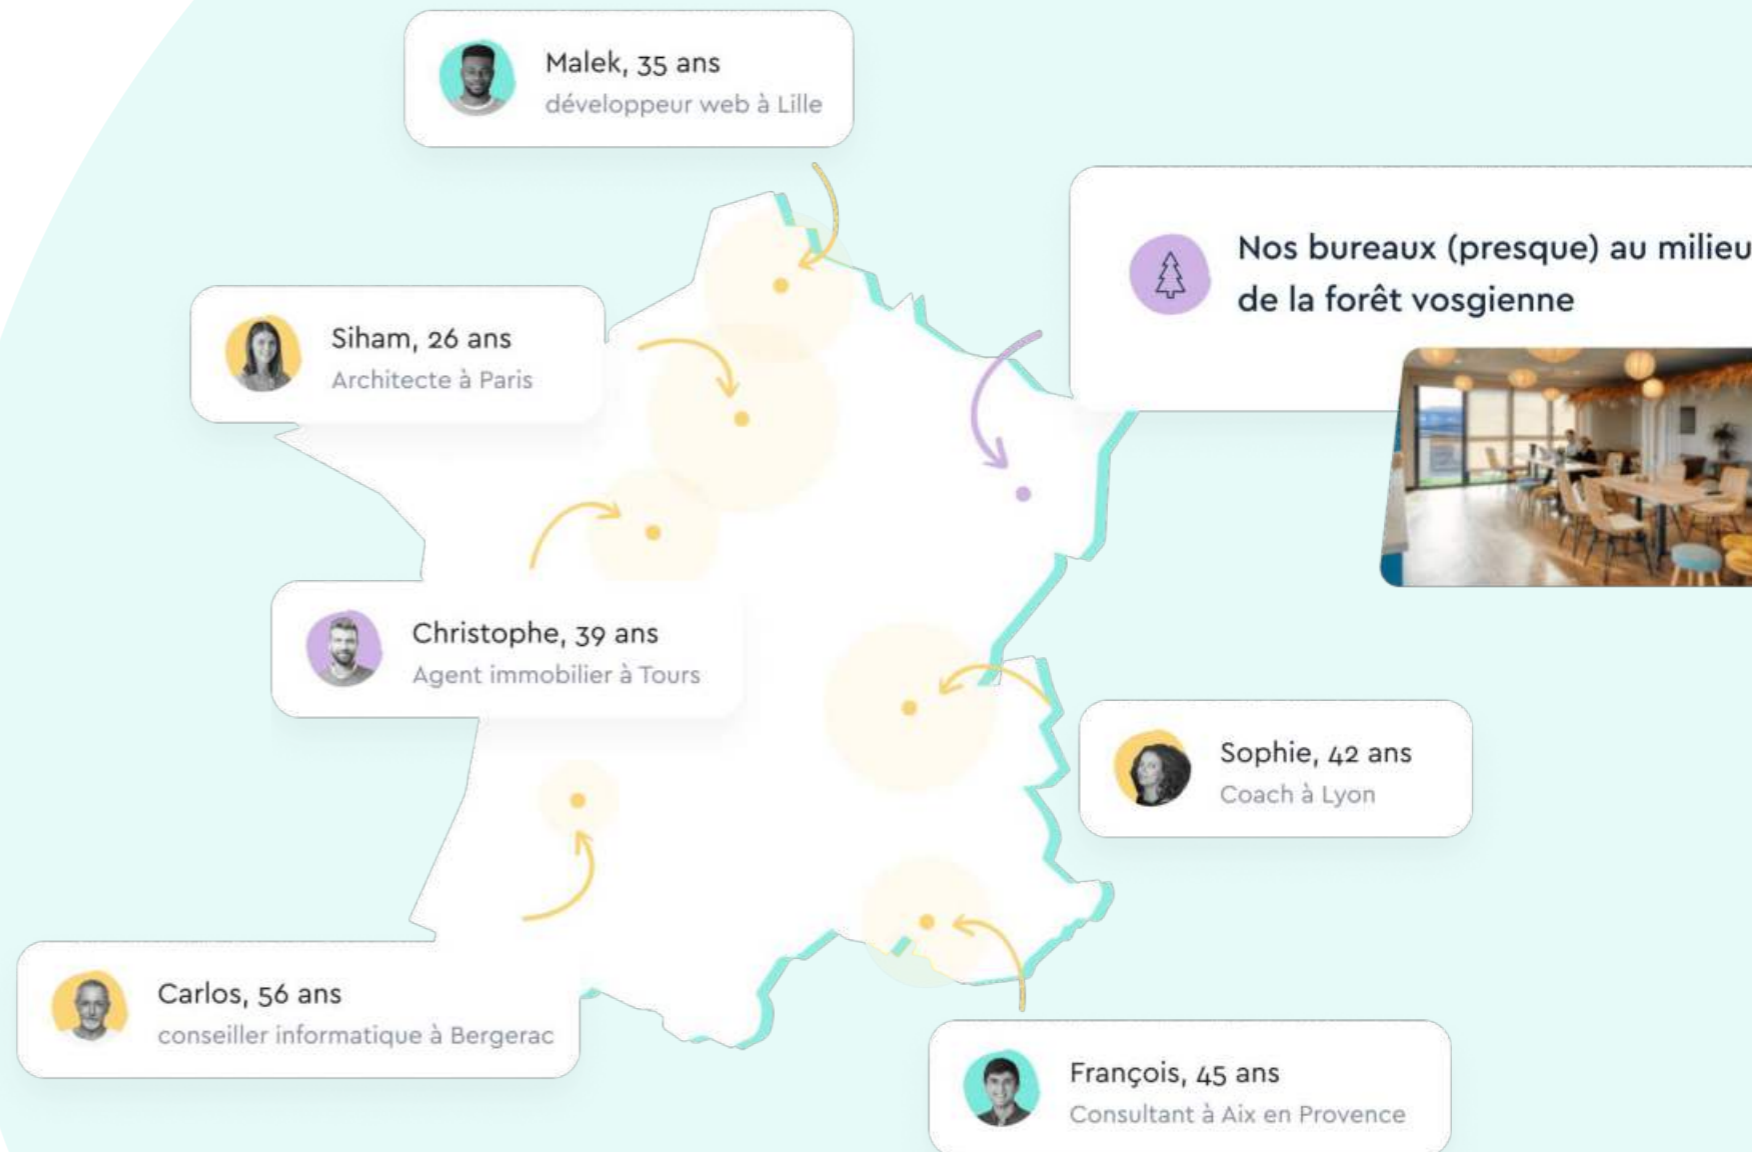 Malek, 35 ans
développeur web à Lille
Nos bureaux (presque) au milieu
de la forêt vosgienne
Siham, 26 ans
Architecte à Paris
Christophe, 39 ans
Agent immobilier à Tours
Sophie, 42 ans
Coach à Lyon
Carlos, 56 ans
conseiller informatique à Bergerac
François, 45 ans
Consultant à Aix en Provence